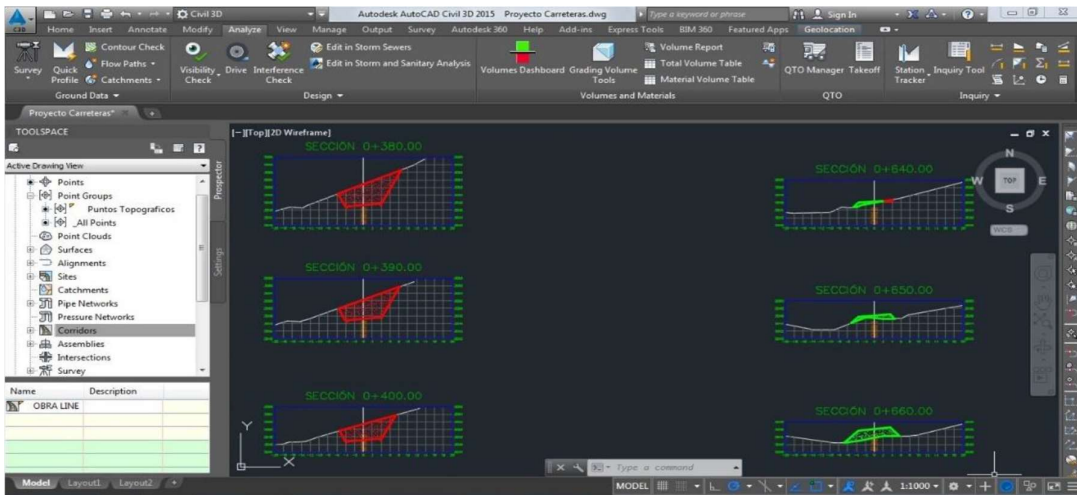 Civil 3D
Autodesk AutoCAD Civil 3D 2015 Proyecto Carreteras.dwg
Type a keyword or phrase
Sign In
Home Insert Annotate Modify Analyze View Manage Output Survey Autodesk 360 Help Add-ins Express Tools BIM 360 Featured Apps Geolocation
Survey
Quick Profile
Contour Check
Flow Paths
Catchments
Ground Data
Visibility Check
Drive
Interference Check
Edit in Storm Sewers
Edit in Storm and Sanitary Analysis
Design
Volumes Dashboard
Grading Volume Tools
Volume Report
Total Volume Table
Material Volume Table
Volumes and Materials
QTO Manager
Takeoff
QTO
Station Tracker
Inquiry Tool
Inquiry
Proyecto Carreteras*
TOOLSPACE
Active Drawing View
Points
Point Groups
Puntos Topograficos
_All Points
Point Clouds
Surfaces
Alignments
Sites
Catchments
Pipe Networks
Pressure Networks
Corridors
Assemblies
Intersections
Survey
Prospector
Settings
Name Description
OBRA LINE
[-][Top][2D Wireframe]
SECCIÓN 0+380.00
SECCIÓN 0+390.00
SECCIÓN 0+400.00
SECCIÓN 0+640.00
SECCIÓN 0+650.00
SECCIÓN 0+660.00
N
W TOP E
S
WCS
Y
X
Type a command
Model Layout1 Layout2
MODEL
1:1000